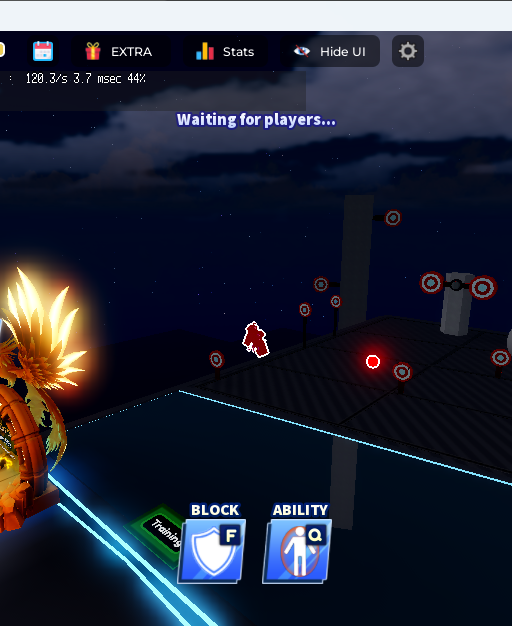 EXTRA
Stats
Hide UI
: 120.3/s 3.7 msec 44%
Waiting for players...
BLOCK
ABILITY
F
Q
Training